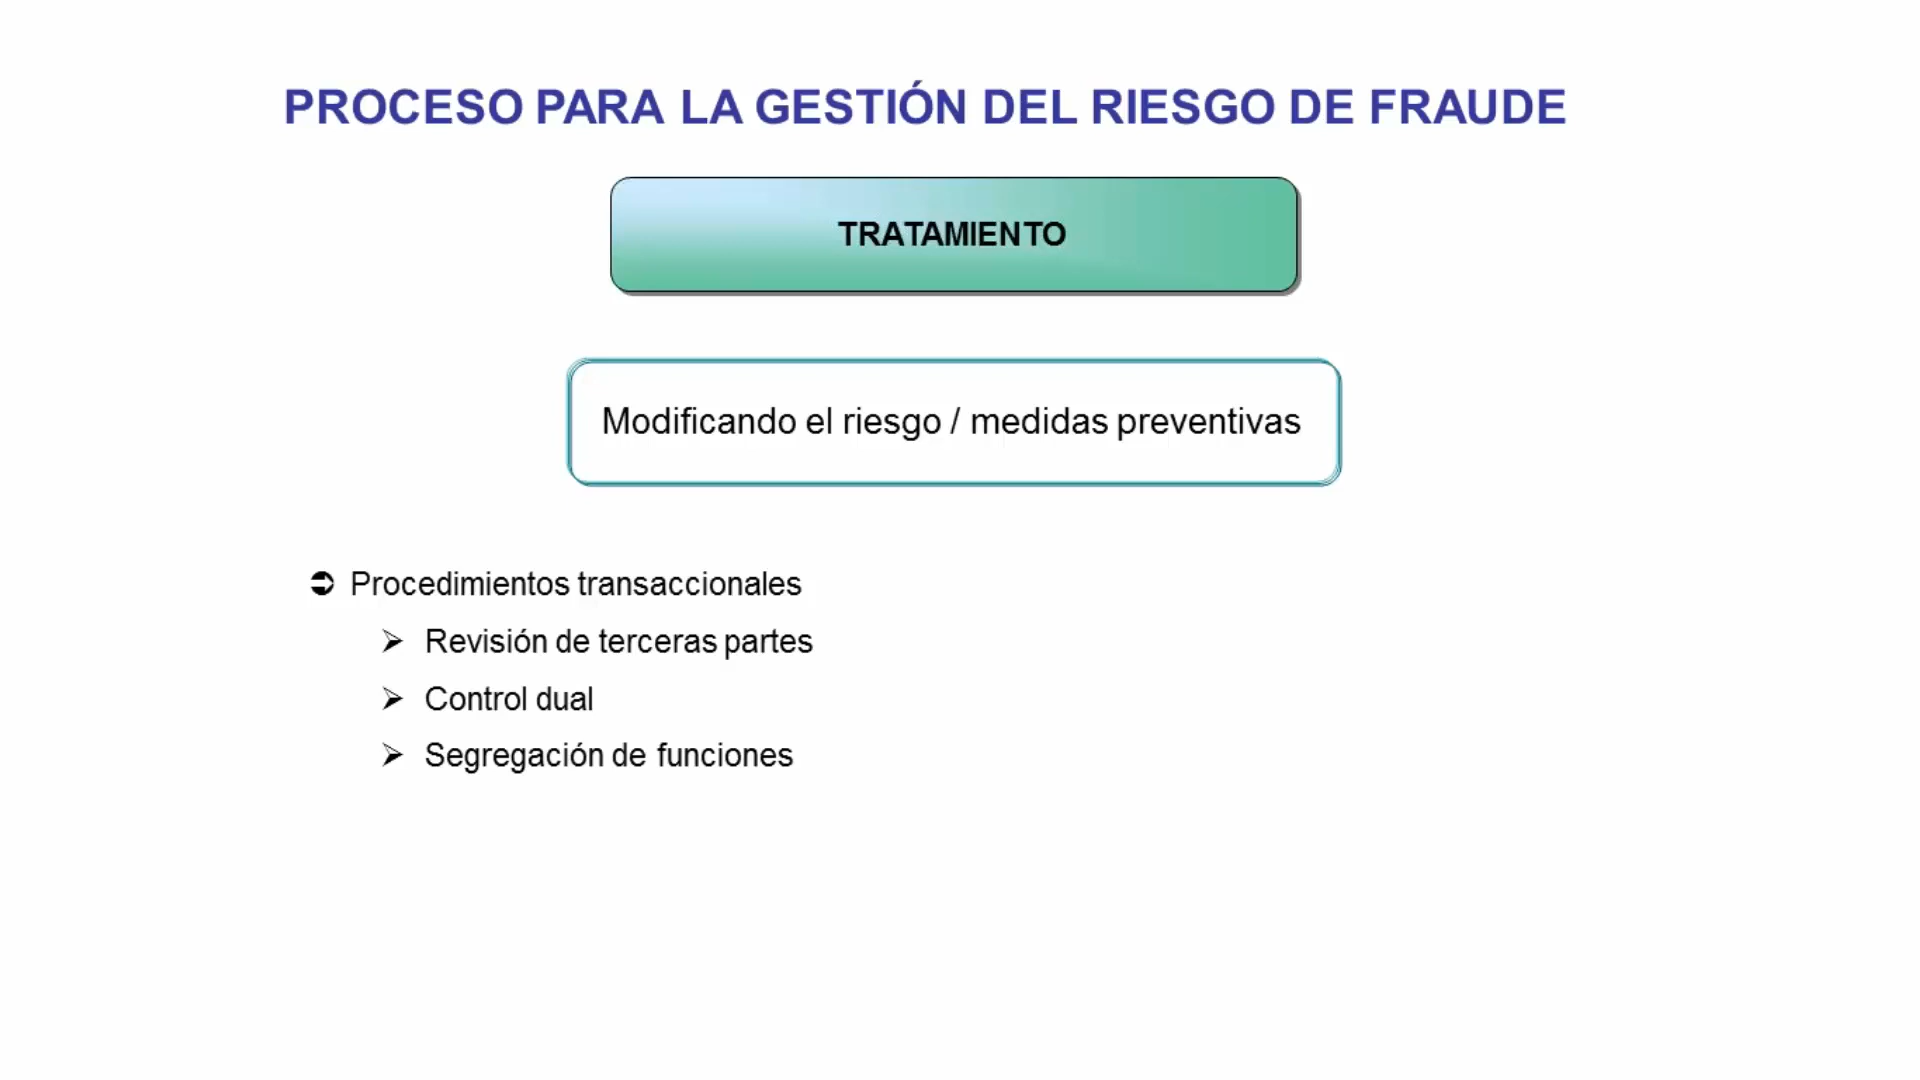 PROCESO PARA LA GESTIÓN DEL RIESGO DE FRAUDE
TRATAMIENTO
Modificando el riesgo / medidas preventivas
➲ Procedimientos transaccionales
➢ Revisión de terceras partes
➢ Control dual
➢ Segregación de funciones